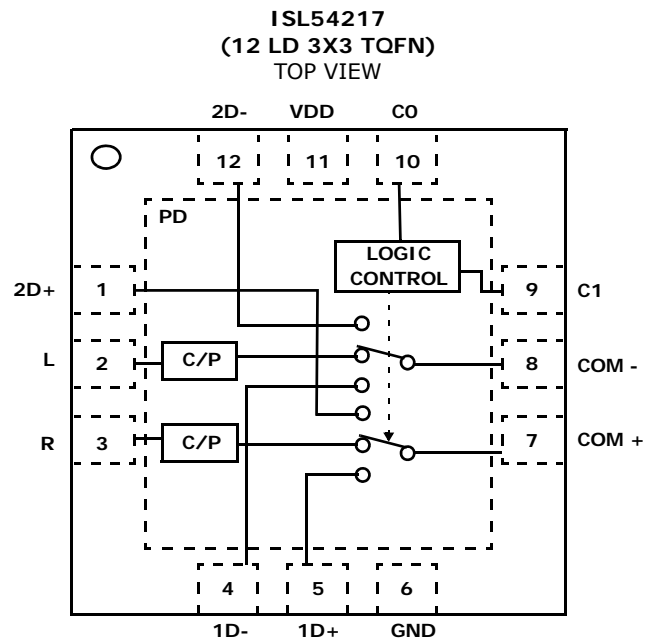 ISL54217
(12 LD 3X3 TQFN)
TOP VIEW
2D- VDD C0
12 11 10
PD
LOGIC
CONTROL
2D+ 1 9 C1
L 2 C/P 8 COM -
R 3 C/P 7 COM +
4 5 6
1D- 1D+ GND